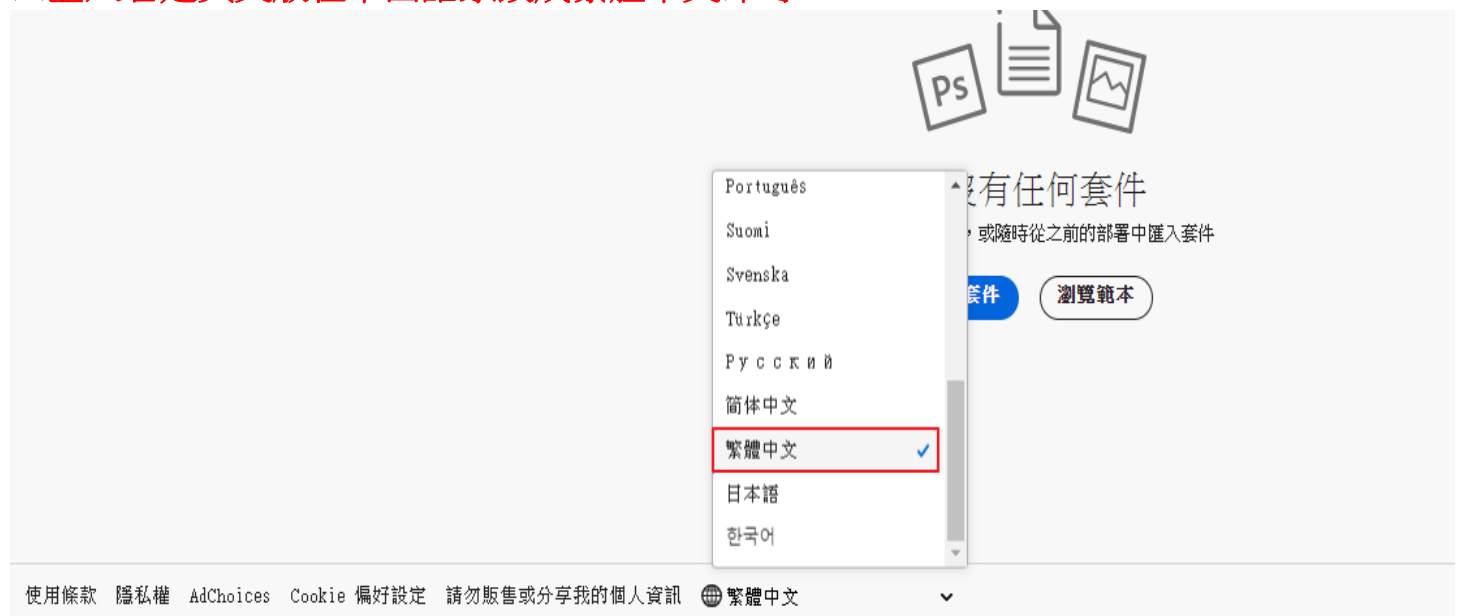 Ps
Português
有任何套件
Suomi
，或隨時從之前的部署中匯入套件
Svenska
套件
瀏覽範本
Türkçe
Русский
简体中文
繁體中文
日本語
한국어
使用條款 隱私權 AdChoices Cookie 偏好設定 請勿販售或分享我的個人資訊 繁體中文